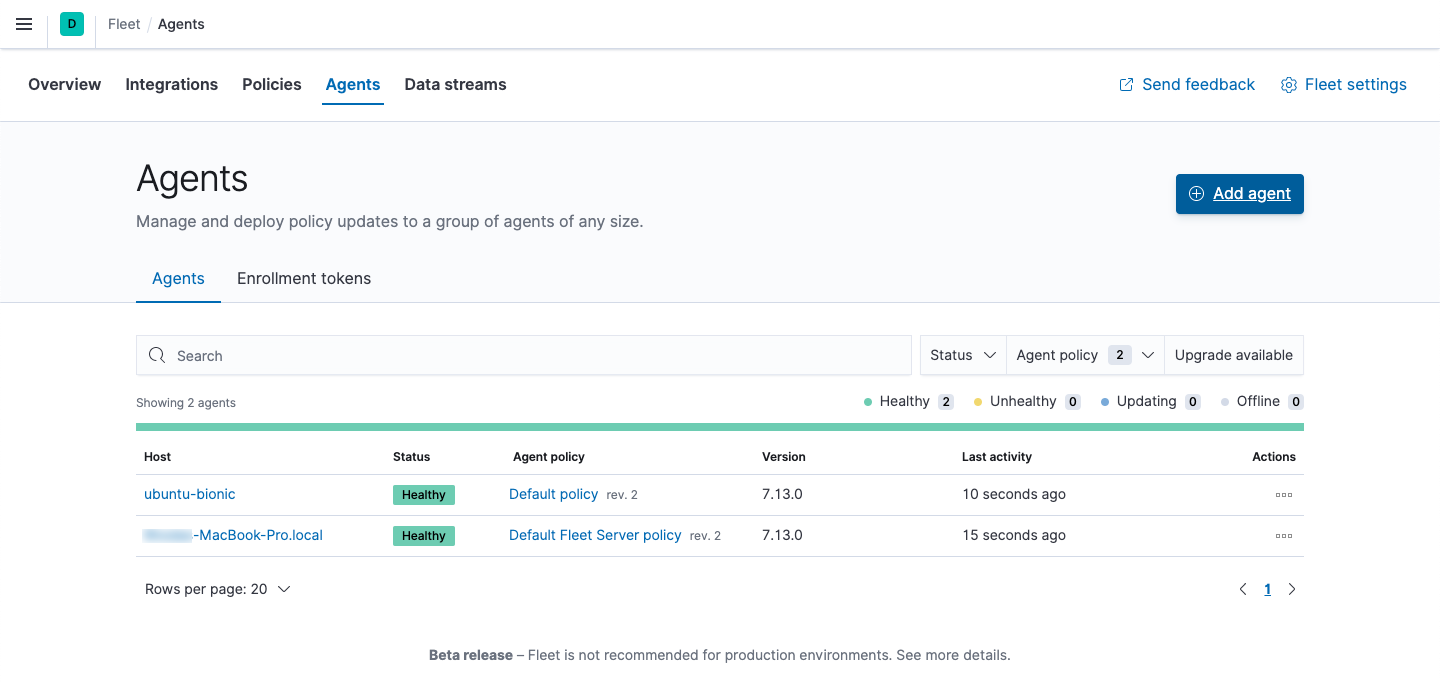 D Fleet / Agents
Overview Integrations Policies Agents Data streams Send feedback Fleet settings
Agents
Manage and deploy policy updates to a group of agents of any size.
Add agent
Agents Enrollment tokens
Search Status Agent policy 2 Upgrade available
Showing 2 agents Healthy 2 Unhealthy 0 Updating 0 Offline 0
Host Status Agent policy Version Last activity Actions
ubuntu-bionic Healthy Default policy rev. 2 7.13.0 10 seconds ago
-MacBook-Pro.local Healthy Default Fleet Server policy rev. 2 7.13.0 15 seconds ago
Rows per page: 20 1
Beta release – Fleet is not recommended for production environments. See more details.